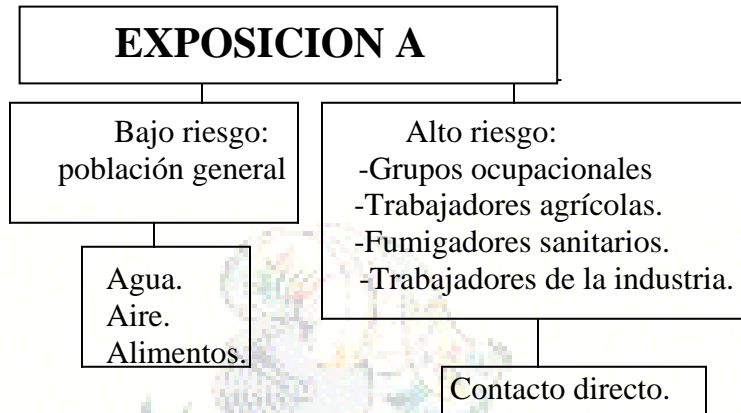 EXPOSICION A
Bajo riesgo:
población general
Agua.
Aire.
Alimentos.
Alto riesgo:
-Grupos ocupacionales
-Trabajadores agrícolas.
-Fumigadores sanitarios.
-Trabajadores de la industria.
Contacto directo.